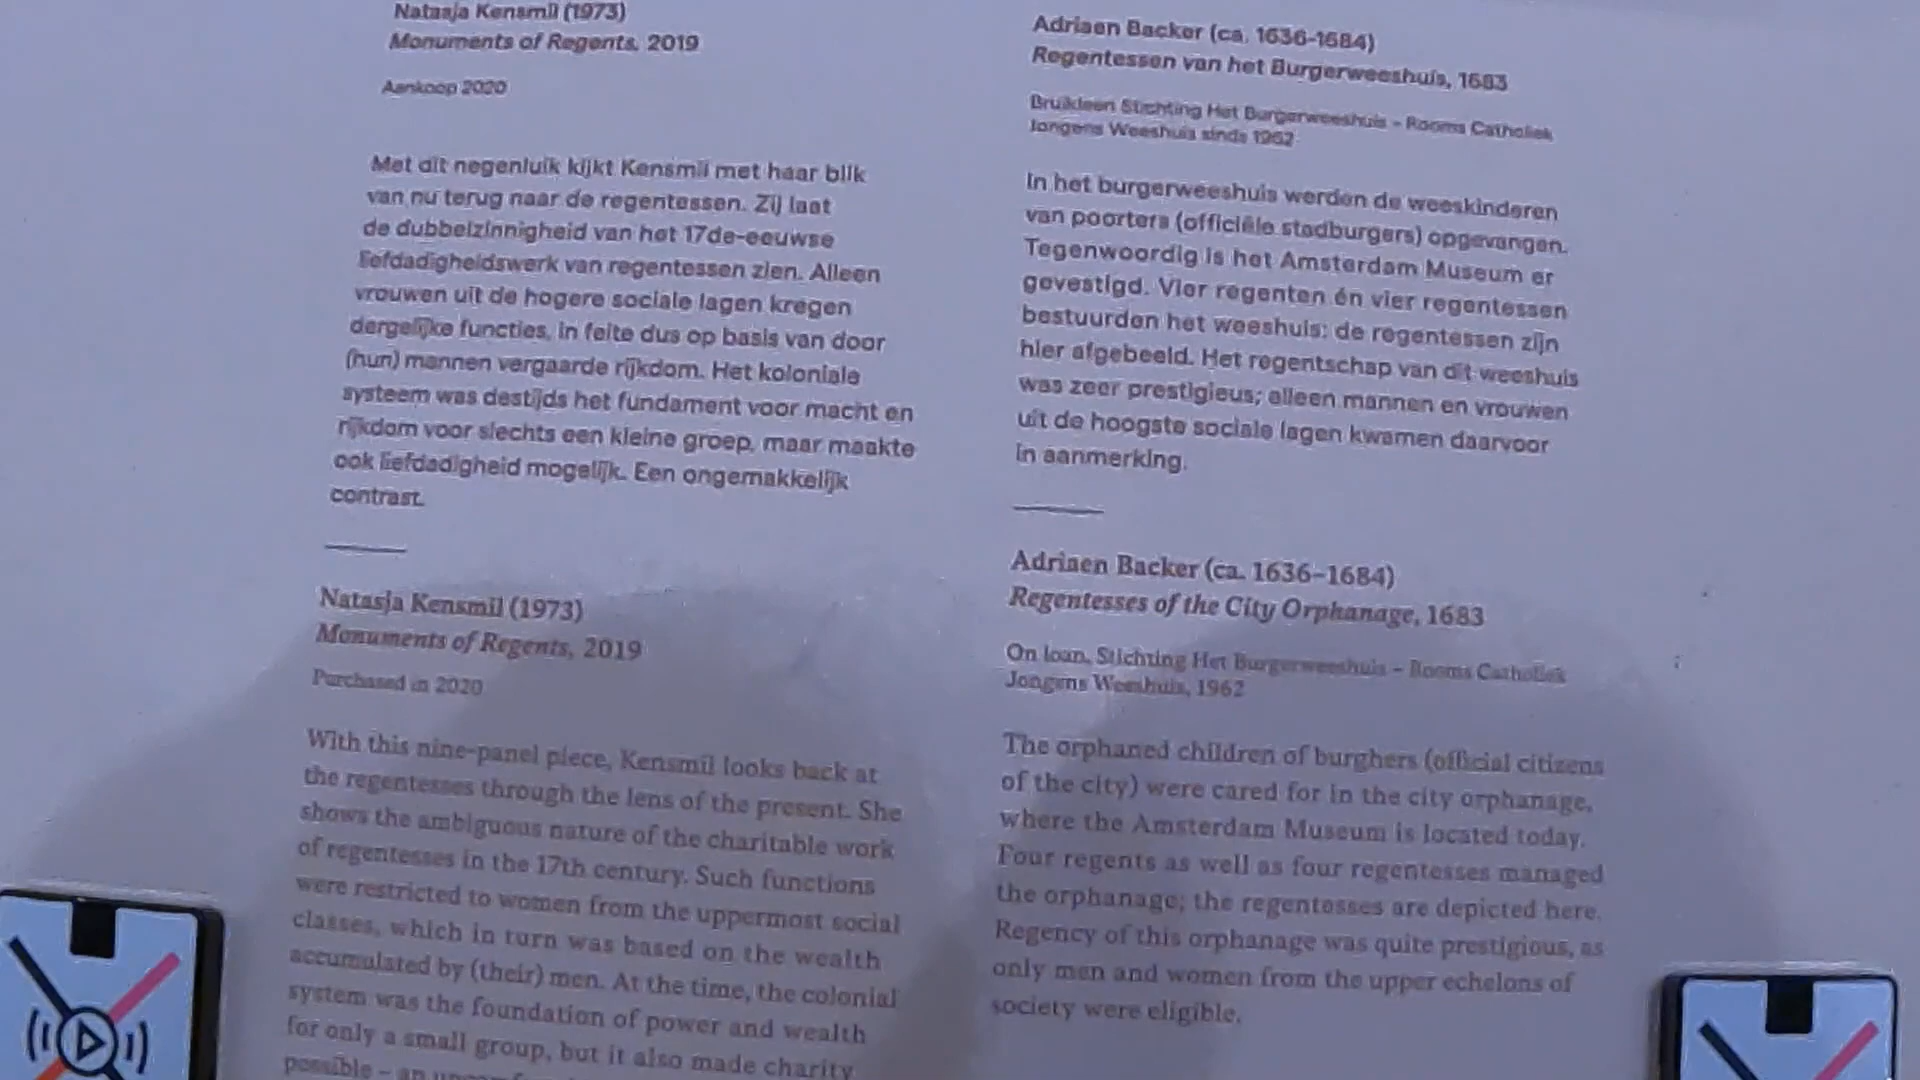 Natasja Kensmil (1973)
Monuments of Regents, 2019
Aankoop 2020
Met dit negenluik kijkt Kensmil met haar blik
van nu terug naar de regentessen. Zij laat
de dubbelzinnigheid van het 17de-eeuwse
liefdadigheidswerk van regentessen zien. Alleen
vrouwen uit de hogere sociale lagen kregen
dergelijke functies, in feite dus op basis van door
(hun) mannen vergaarde rijkdom. Het koloniale
systeem was destijds het fundament voor macht en
rijkdom voor slechts een kleine groep, maar maakte
ook liefdadigheid mogelijk. Een ongemakkelijk
contrast.
Natasja Kensmil (1973)
Monuments of Regents, 2019
Purchased in 2020
With this nine-panel piece, Kensmil looks back at
the regentesses through the lens of the present. She
shows the ambiguous nature of the charitable work
of regentesses in the 17th century. Such functions
were restricted to women from the uppermost social
classes, which in turn was based on the wealth
accumulated by (their) men. At the time, the colonial
system was the foundation of power and wealth
for only a small group, but it also made charity
possible – an
Adriaen Backer (ca. 1636-1684)
Regentessen van het Burgerweeshuis, 1683
Bruikleen Stichting Het Burgerweeshuis – Rooms Catholiek
Jongens Weeshuis sinds 1962
In het burgerweeshuis werden de weeskinderen
van poorters (officiële stadburgers) opgevangen.
Tegenwoordig is het Amsterdam Museum er
gevestigd. Vier regenten én vier regentessen
bestuurden het weeshuis: de regentessen zijn
hier afgebeeld. Het regentschap van dit weeshuis
was zeer prestigieus; alleen mannen en vrouwen
uit de hoogste sociale lagen kwamen daarvoor
in aanmerking.
Adriaen Backer (ca. 1636–1684)
Regentesses of the City Orphanage, 1683
On loan, Stichting Het Burgerweeshuis – Rooms Catholiek
Jongens Weeshuis, 1962
The orphaned children of burghers (official citizens
of the city) were cared for in the city orphanage,
where the Amsterdam Museum is located today.
Four regents as well as four regentesses managed
the orphanage; the regentesses are depicted here.
Regency of this orphanage was quite prestigious, as
only men and women from the upper echelons of
society were eligible.